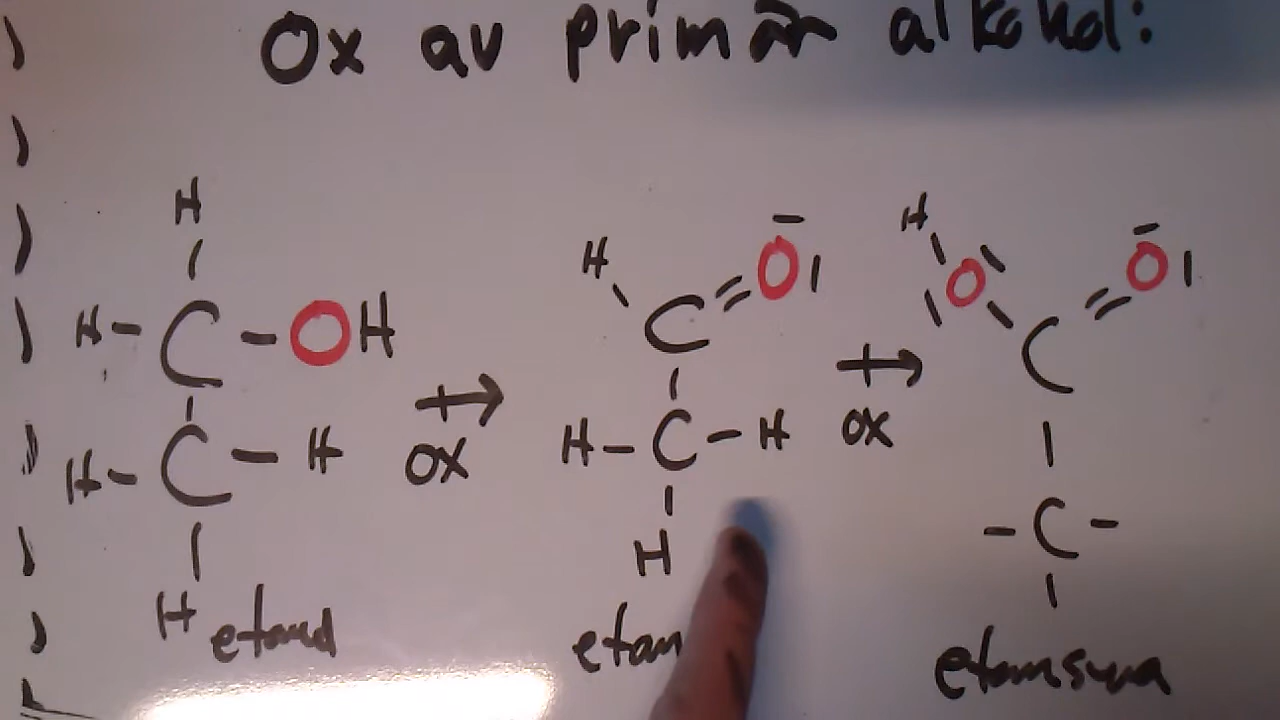 Ox av primär alkohol:
H
H - C - OH
H - C - H
H
etanol
ox
H
C = O
H - C - H
H
etan
ox
H
O
C = O
- C -
etansyra